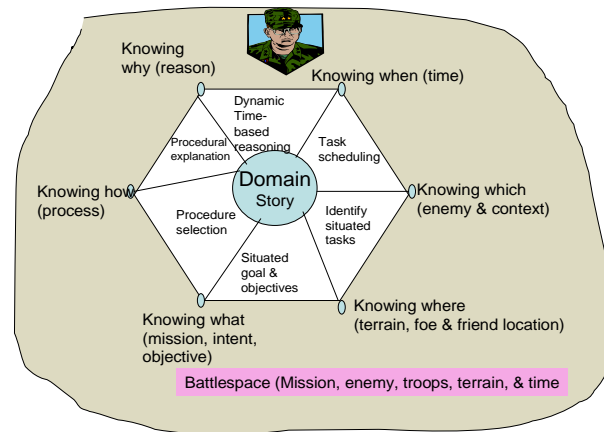 Knowing
why (reason)
Knowing when (time)
Dynamic
Time-
based
reasoning
Procedural
explanation
Task
scheduling
Knowing how
(process)
Domain
Story
Knowing which
(enemy & context)
Procedure
selection
Identify
situated
tasks
Situated
goal &
objectives
Knowing what
(mission, intent,
objective)
Knowing where
(terrain, foe & friend location)
Battlespace (Mission, enemy, troops, terrain, & time